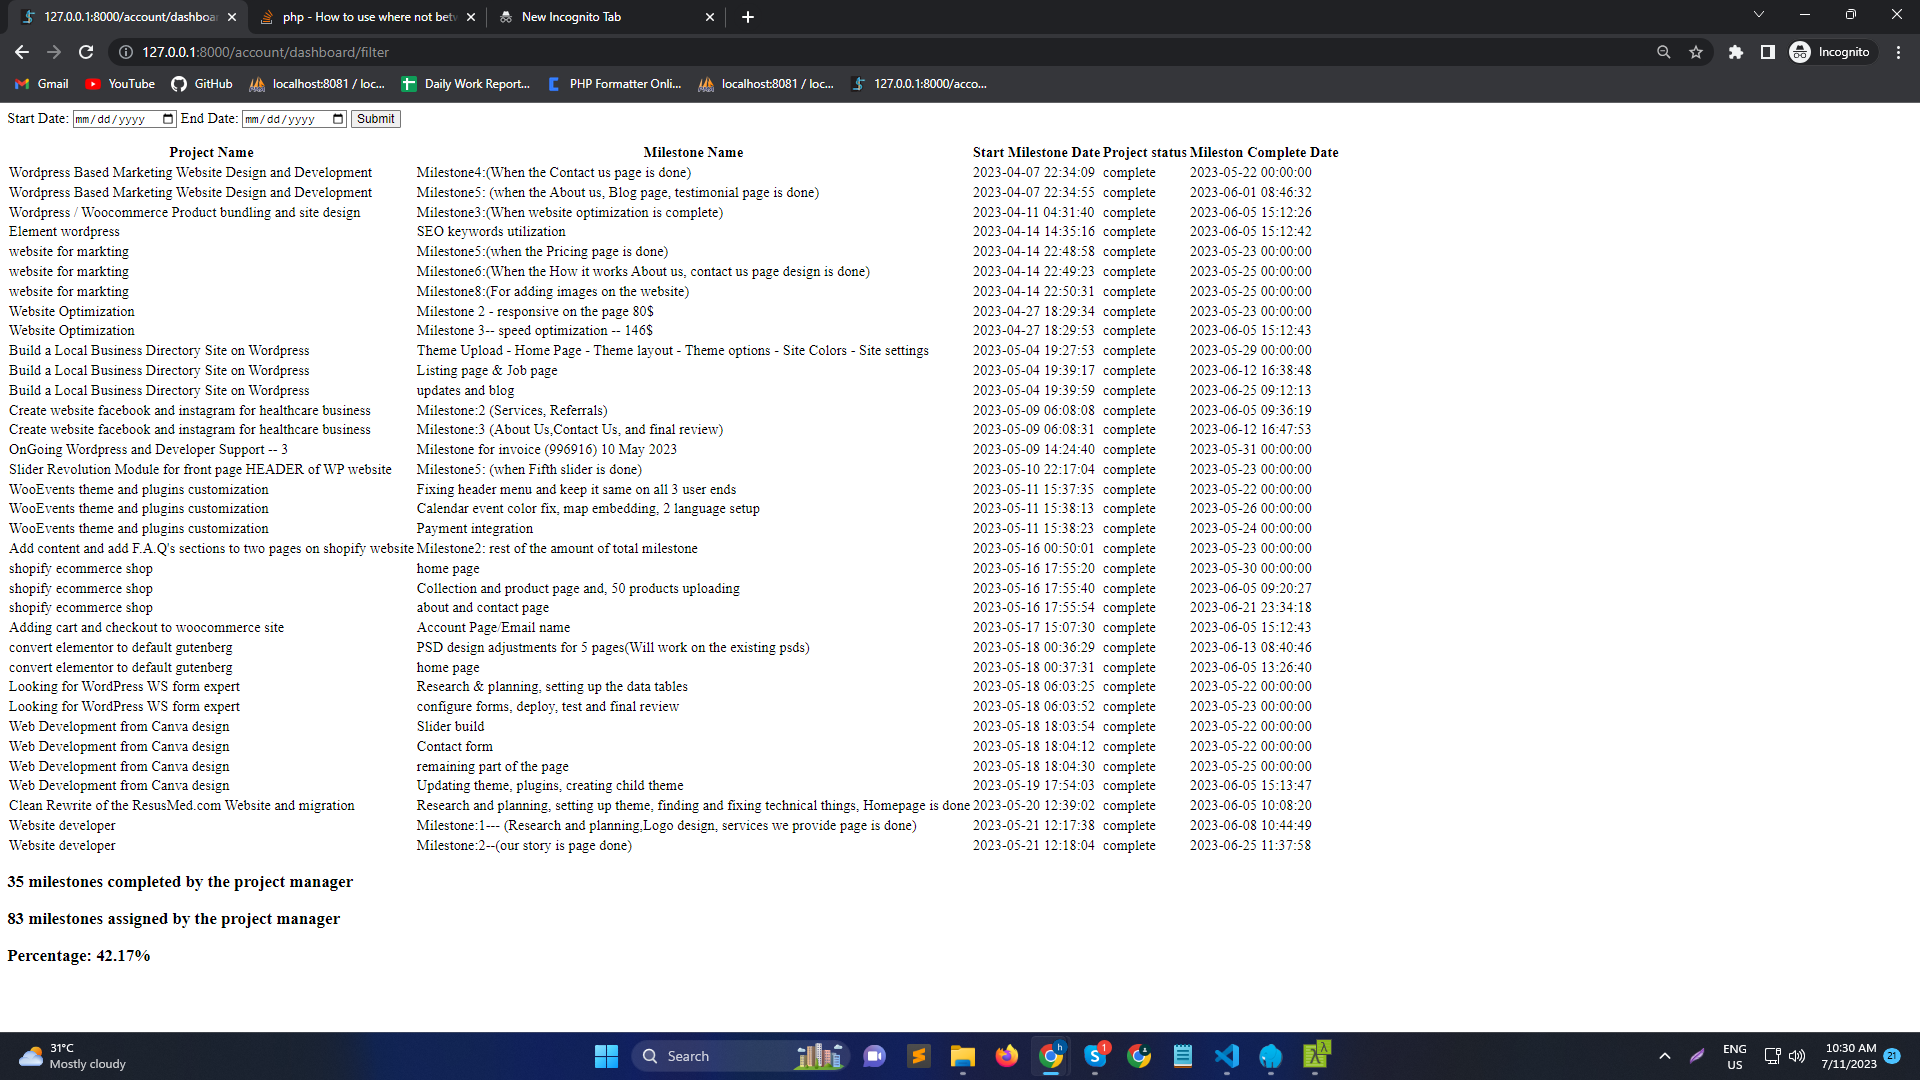 127.0.0.1:8000/account/dashboa
php - How to use where not betw
New Incognito Tab
127.0.0.1:8000/account/dashboard/filter
Incognito
Gmail YouTube GitHub localhost:8081 / loc... Daily Work Report... PHP Formatter Onli... localhost:8081 / loc... 127.0.0.1:8000/acco...
Start Date: mm/dd/yyyy End Date: mm/dd/yyyy Submit
Project Name Milestone Name Start Milestone Date Project status Mileston Complete Date
Wordpress Based Marketing Website Design and Development Milestone4:(When the Contact us page is done) 2023-04-07 22:34:09 complete 2023-05-22 00:00:00
Wordpress Based Marketing Website Design and Development Milestone5: (when the About us, Blog page, testimonial page is done) 2023-04-07 22:34:55 complete 2023-06-01 08:46:32
Wordpress / Woocommerce Product bundling and site design Milestone3:(When website optimization is complete) 2023-04-11 04:31:40 complete 2023-06-05 15:12:26
Element wordpress SEO keywords utilization 2023-04-14 14:35:16 complete 2023-06-05 15:12:42
website for markting Milestone5:(when the Pricing page is done) 2023-04-14 22:48:58 complete 2023-05-23 00:00:00
website for markting Milestone6:(When the How it works About us, contact us page design is done) 2023-04-14 22:49:23 complete 2023-05-25 00:00:00
website for markting Milestone8:(For adding images on the website) 2023-04-14 22:50:31 complete 2023-05-25 00:00:00
Website Optimization Milestone 2 - responsive on the page 80$ 2023-04-27 18:29:34 complete 2023-05-23 00:00:00
Website Optimization Milestone 3-- speed optimization -- 146$ 2023-04-27 18:29:53 complete 2023-06-05 15:12:43
Build a Local Business Directory Site on Wordpress Theme Upload - Home Page - Theme layout - Theme options - Site Colors - Site settings 2023-05-04 19:27:53 complete 2023-05-29 00:00:00
Build a Local Business Directory Site on Wordpress Listing page & Job page 2023-05-04 19:39:17 complete 2023-06-12 16:38:48
Build a Local Business Directory Site on Wordpress updates and blog 2023-05-04 19:39:59 complete 2023-06-25 09:12:13
Create website facebook and instagram for healthcare business Milestone:2 (Services, Referrals) 2023-05-09 06:08:08 complete 2023-06-05 09:36:19
Create website facebook and instagram for healthcare business Milestone:3 (About Us,Contact Us, and final review) 2023-05-09 06:08:31 complete 2023-06-12 16:47:53
OnGoing Wordpress and Developer Support -- 3 Milestone for invoice (996916) 10 May 2023 2023-05-09 14:24:40 complete 2023-05-31 00:00:00
Slider Revolution Module for front page HEADER of WP website Milestone5: (when Fifth slider is done) 2023-05-10 22:17:04 complete 2023-05-23 00:00:00
WooEvents theme and plugins customization Fixing header menu and keep it same on all 3 user ends 2023-05-11 15:37:35 complete 2023-05-22 00:00:00
WooEvents theme and plugins customization Calendar event color fix, map embedding, 2 language setup 2023-05-11 15:38:13 complete 2023-05-26 00:00:00
WooEvents theme and plugins customization Payment integration 2023-05-11 15:38:23 complete 2023-05-24 00:00:00
Add content and add F.A.Q's sections to two pages on shopify website Milestone2: rest of the amount of total milestone 2023-05-16 00:50:01 complete 2023-05-23 00:00:00
shopify ecommerce shop home page 2023-05-16 17:55:20 complete 2023-05-30 00:00:00
shopify ecommerce shop Collection and product page and, 50 products uploading 2023-05-16 17:55:40 complete 2023-06-05 09:20:27
shopify ecommerce shop about and contact page 2023-05-16 17:55:54 complete 2023-06-21 23:34:18
Adding cart and checkout to woocommerce site Account Page/Email name 2023-05-17 15:07:30 complete 2023-06-05 15:12:43
convert elementor to default gutenberg PSD design adjustments for 5 pages(Will work on the existing psds) 2023-05-18 00:36:29 complete 2023-06-13 08:40:46
convert elementor to default gutenberg home page 2023-05-18 00:37:31 complete 2023-06-05 13:26:40
Looking for WordPress WS form expert Research & planning, setting up the data tables 2023-05-18 06:03:25 complete 2023-05-22 00:00:00
Looking for WordPress WS form expert configure forms, deploy, test and final review 2023-05-18 06:03:52 complete 2023-05-23 00:00:00
Web Development from Canva design Slider build 2023-05-18 18:03:54 complete 2023-05-22 00:00:00
Web Development from Canva design Contact form 2023-05-18 18:04:12 complete 2023-05-22 00:00:00
Web Development from Canva design remaining part of the page 2023-05-18 18:04:30 complete 2023-05-25 00:00:00
Web Development from Canva design Updating theme, plugins, creating child theme 2023-05-19 17:54:03 complete 2023-06-05 15:13:47
Clean Rewrite of the ResusMed.com Website and migration Research and planning, setting up theme, finding and fixing technical things, Homepage is done 2023-05-20 12:39:02 complete 2023-06-05 10:08:20
Website developer Milestone:1--- (Research and planning,Logo design, services we provide page is done) 2023-05-21 12:17:38 complete 2023-06-08 10:44:49
Website developer Milestone:2--(our story is page done) 2023-05-21 12:18:04 complete 2023-06-25 11:37:58
35 milestones completed by the project manager
83 milestones assigned by the project manager
Percentage: 42.17%
31°C
Mostly cloudy
Search
h
1
ENG
US
10:30 AM
7/11/2023
21